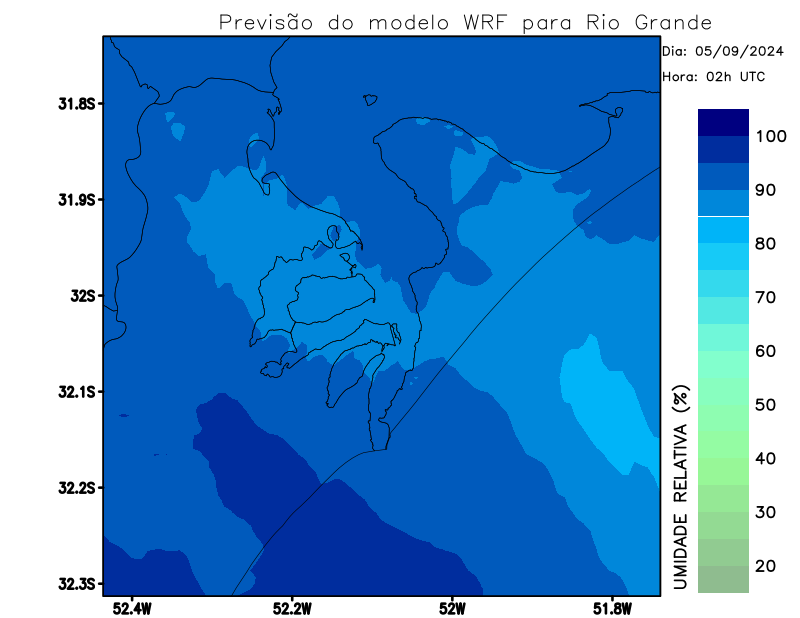 Previsão do modelo WRF para Rio Grande
Dia: 05/09/2024
Hora: 02h UTC
31.8S
31.9S
32S
32.1S
32.2S
32.3S
52.4W
52.2W
52W
51.8W
100
90
80
70
60
50
40
30
20
UMIDADE RELATIVA (%)